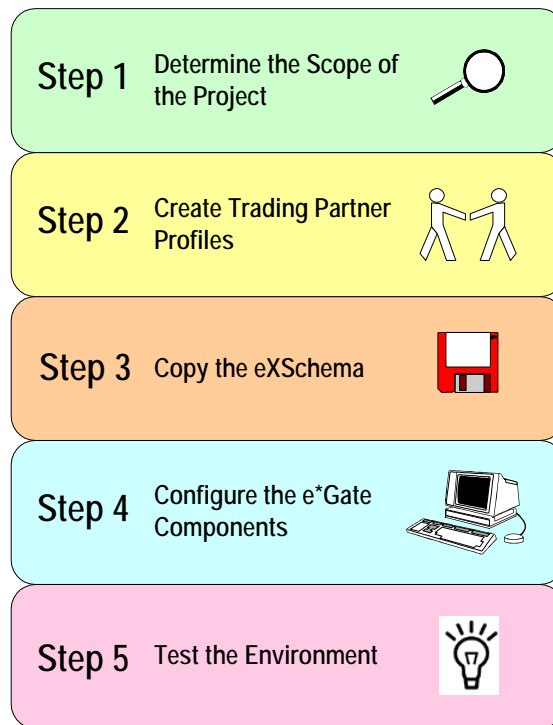 Step 1
Determine the Scope of
the Project
Step 2
Create Trading Partner
Profiles
Step 3
Copy the eXSchema
Step 4
Configure the e*Gate
Components
Step 5
Test the Environment